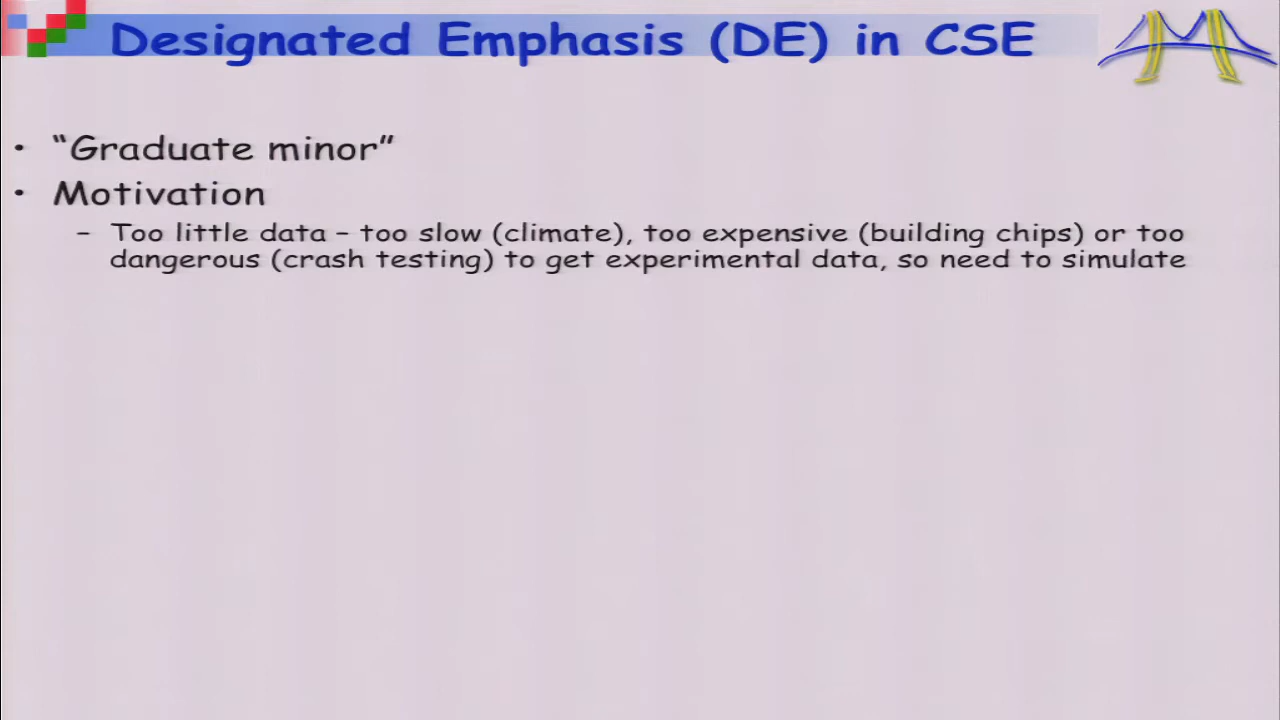 Designated Emphasis (DE) in CSE
• “Graduate minor”
• Motivation
– Too little data – too slow (climate), too expensive (building chips) or too
dangerous (crash testing) to get experimental data, so need to simulate